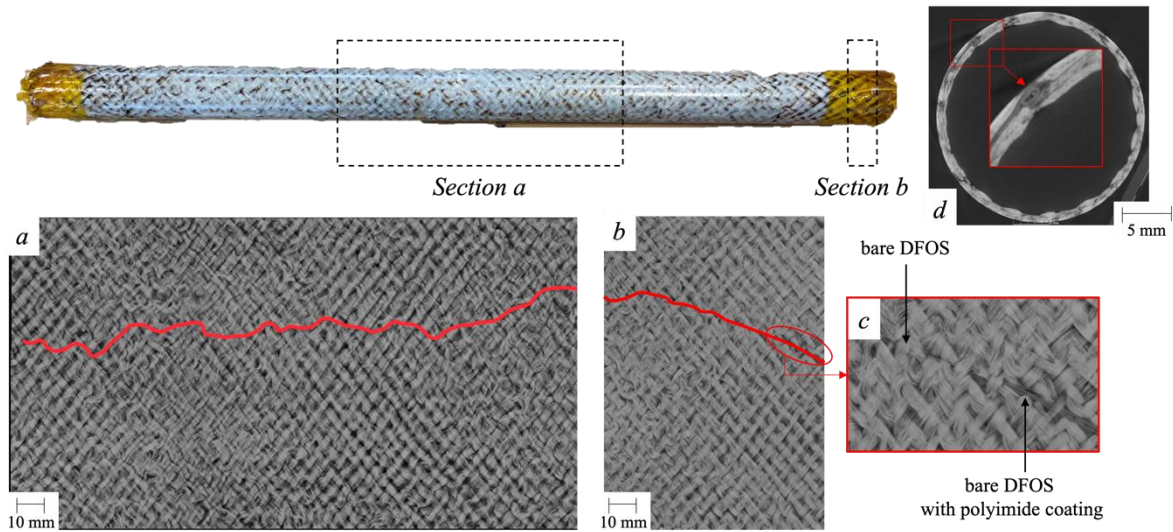 Section a
Section b
d
5 mm
a
10 mm
b
10 mm
bare DFOS
c
bare DFOS
with polyimide coating